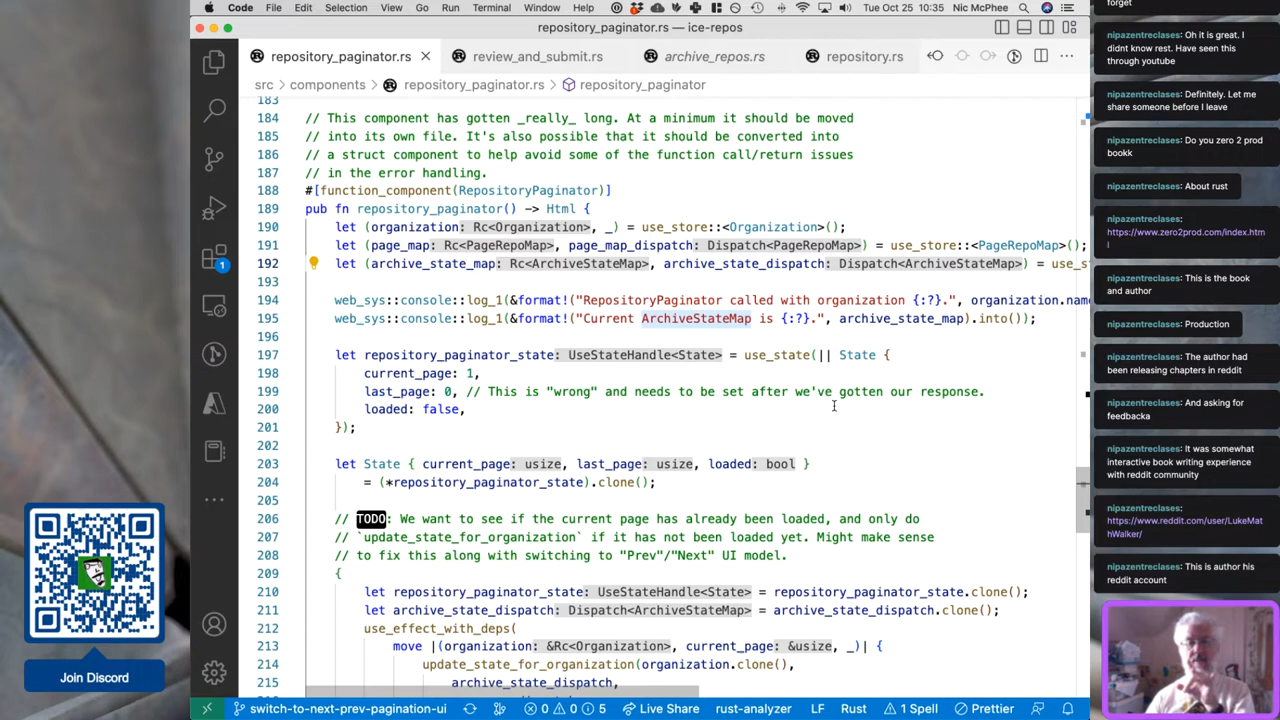 Code File Edit Selection View Go Run Terminal Window Help Tue Oct 25 10:35 Nic McPhee
repository_paginator.rs — ice-repos
repository_paginator.rs review_and_submit.rs archive_repos.rs repository.rs
src > components > repository_paginator.rs > repository_paginator
183
184 // This component has gotten _really_ long. At a minimum it should be moved
185 // into its own file. It's also possible that it should be converted into
186 // a struct component to help avoid some of the function call/return issues
187 // in the error handling.
188 #[function_component(RepositoryPaginator)]
189 pub fn repository_paginator() -> Html {
190 let (organization: Rc<Organization>, _) = use_store::<Organization>();
191 let (page_map: Rc<PageRepoMap>, page_map_dispatch: Dispatch<PageRepoMap>) = use_store::<PageRepoMap>();
192 let (archive_state_map: Rc<ArchiveStateMap>, archive_state_dispatch: Dispatch<ArchiveStateMap>) = use_st
193
194 web_sys::console::log_1(&format!("RepositoryPaginator called with organization {:?}.", organization.name
195 web_sys::console::log_1(&format!("Current ArchiveStateMap is {:?}.", archive_state_map).into());
196
197 let repository_paginator_state: UseStateHandle<State> = use_state(|| State {
198 current_page: 1,
199 last_page: 0, // This is "wrong" and needs to be set after we've gotten our response.
200 loaded: false,
201 });
202
203 let State { current_page: usize, last_page: usize, loaded: bool }
204 = (*repository_paginator_state).clone();
205
206 // TODO: We want to see if the current page has already been loaded, and only do
207 // `update_state_for_organization` if it has not been loaded yet. Might make sense
208 // to fix this along with switching to "Prev"/"Next" UI model.
209 {
210 let repository_paginator_state: UseStateHandle<State> = repository_paginator_state.clone();
211 let archive_state_dispatch: Dispatch<ArchiveStateMap> = archive_state_dispatch.clone();
212 use_effect_with_deps(
213 move |(organization: &Rc<Organization>, current_page: &usize, _)| {
214 update_state_for_organization(organization.clone(),
215 archive_state_dispatch,
1
switch-to-next-prev-pagination-ui 0 0 5 Live Share rust-analyzer LF Rust 1 Spell Prettier
Join Discord
forget
nipazentreclases: Oh it is great. I
didnt know rest. Have seen this
through youtube
nipazentreclases: Definitely. Let me
share someone before I leave
nipazentreclases: Do you zero 2 prod
bookk
nipazentreclases: About rust
nipazentreclases:
https://www.zero2prod.com/index.htm
l
nipazentreclases: This is the book
and author
nipazentreclases: Production
nipazentreclases: The author had
been releasing chapters in reddit
nipazentreclases: And asking for
feedbacka
nipazentreclases: It was somewhat
interactive book writing experience
with reddit community
nipazentreclases:
https://www.reddit.com/user/LukeMat
hWalker/
nipazentreclases: This is author his
reddit account